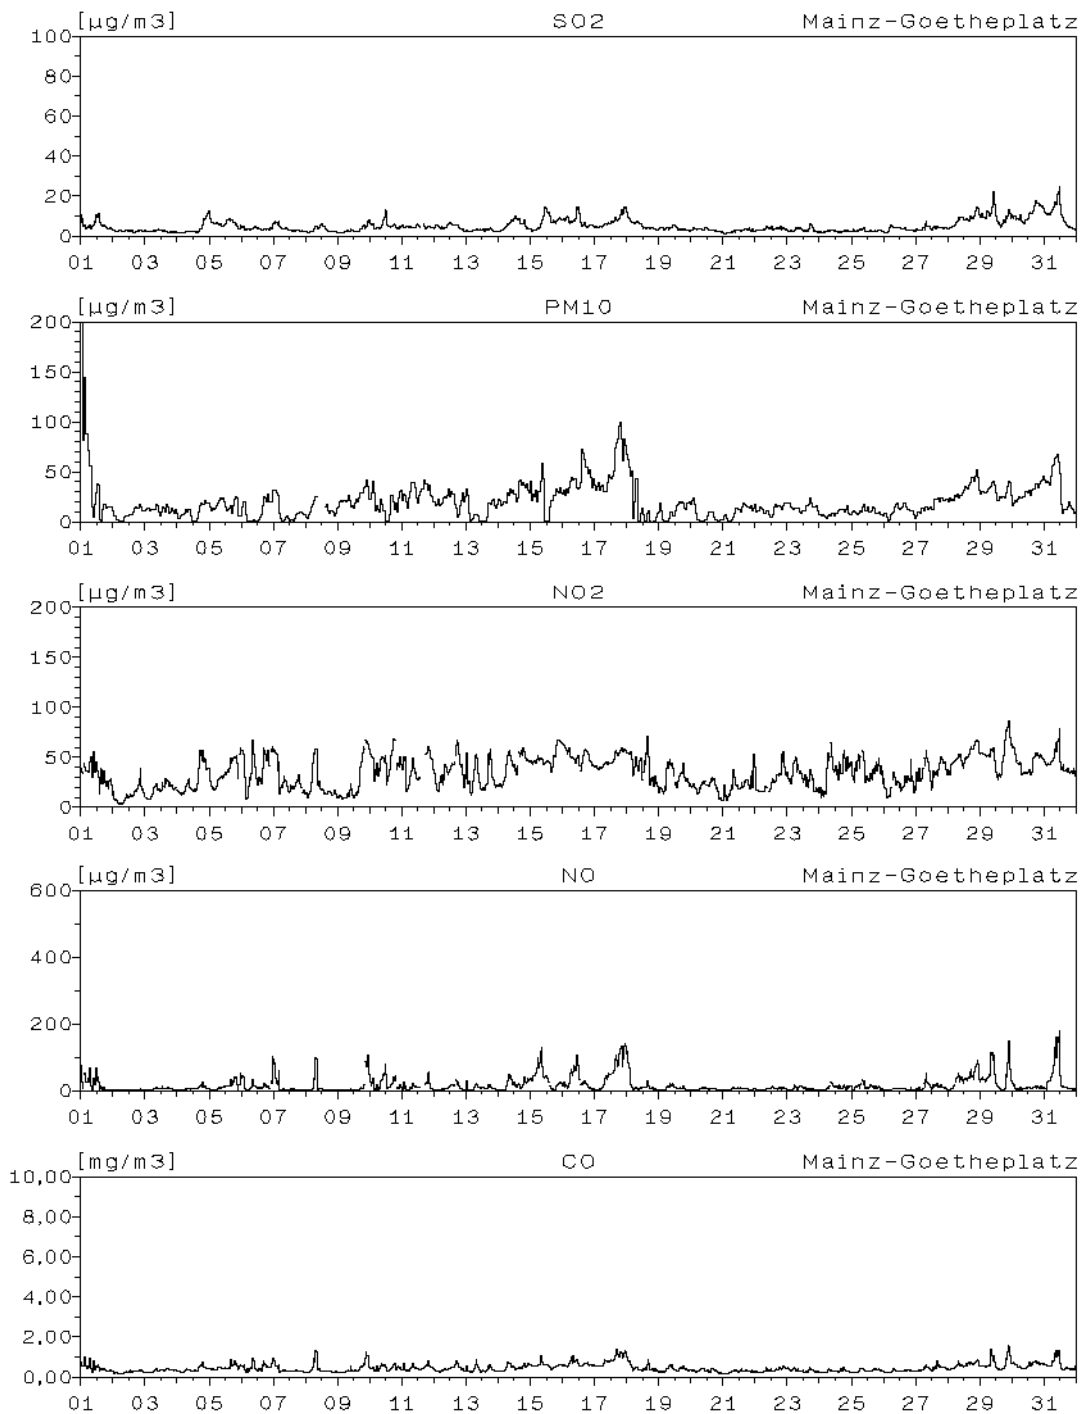 [µg/m3] SO2 Mainz-Goetheplatz
100
80
60
40
20
0
01 03 05 07 09 11 13 15 17 19 21 23 25 27 29 31
[µg/m3] PM10 Mainz-Goetheplatz
200
150
100
50
0
01 03 05 07 09 11 13 15 17 19 21 23 25 27 29 31
[µg/m3] NO2 Mainz-Goetheplatz
200
150
100
50
0
01 03 05 07 09 11 13 15 17 19 21 23 25 27 29 31
[µg/m3] NO Mainz-Goetheplatz
600
400
200
0
01 03 05 07 09 11 13 15 17 19 21 23 25 27 29 31
[mg/m3] CO Mainz-Goetheplatz
10,00
8,00
6,00
4,00
2,00
0,00
01 03 05 07 09 11 13 15 17 19 21 23 25 27 29 31